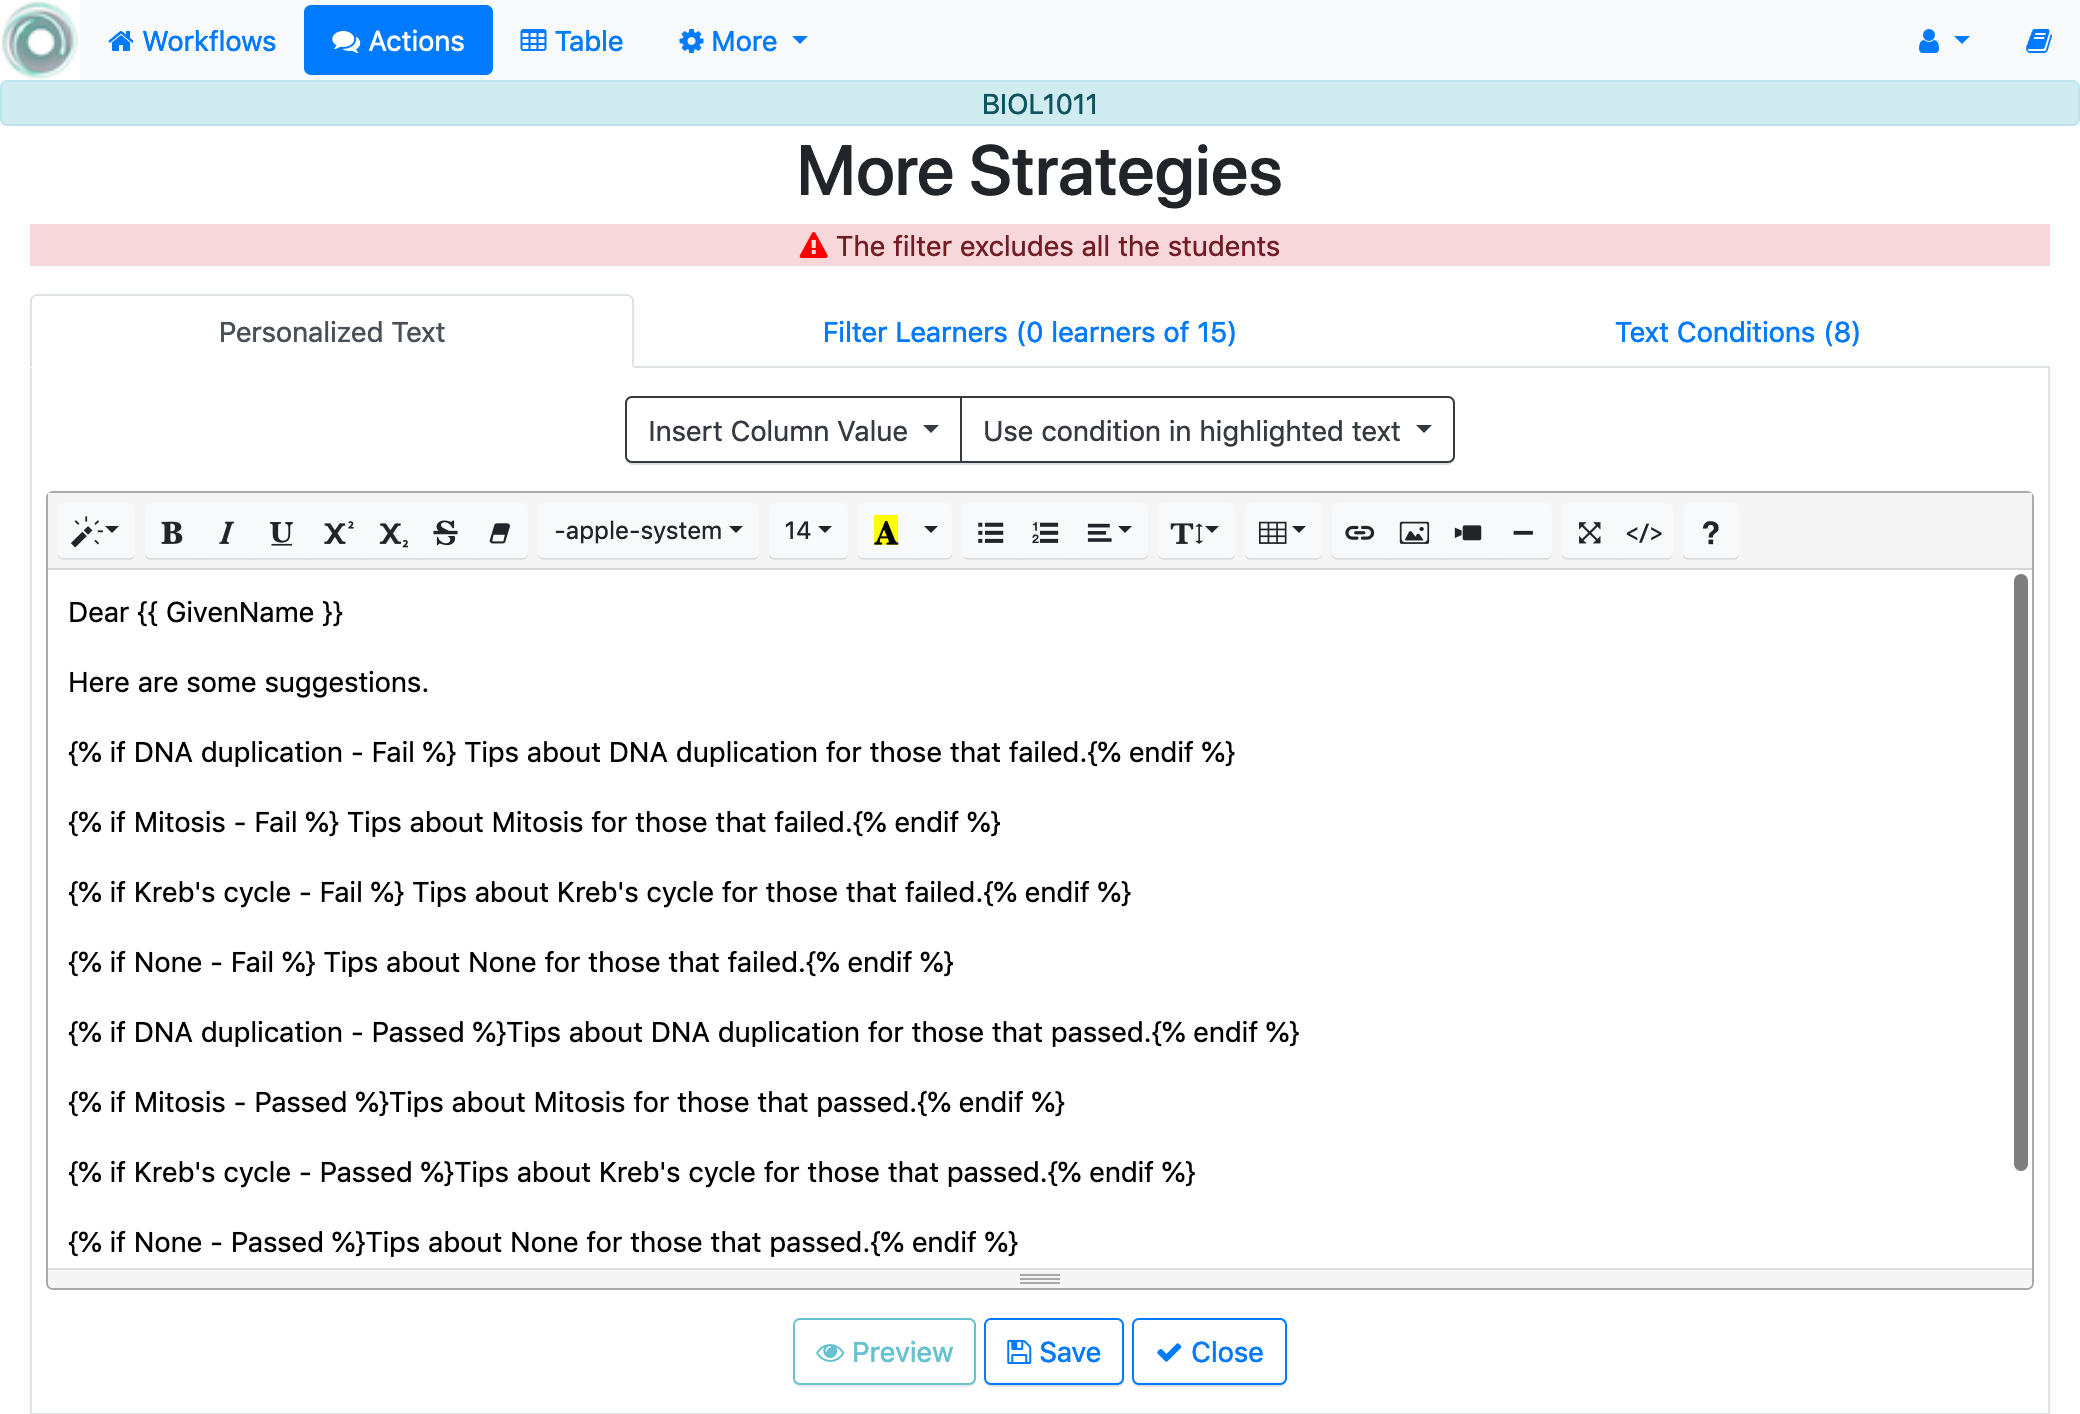 Workflows Actions Table More
BIOL1011
More Strategies
The filter excludes all the students
Personalized Text Filter Learners (0 learners of 15) Text Conditions (8)
Insert Column Value Use condition in highlighted text
B I U X² X₂ S -apple-system 14 A T </> ?
Dear {{ GivenName }}
Here are some suggestions.
{% if DNA duplication - Fail %} Tips about DNA duplication for those that failed.{% endif %}
{% if Mitosis - Fail %} Tips about Mitosis for those that failed.{% endif %}
{% if Kreb's cycle - Fail %} Tips about Kreb's cycle for those that failed.{% endif %}
{% if None - Fail %} Tips about None for those that failed.{% endif %}
{% if DNA duplication - Passed %}Tips about DNA duplication for those that passed.{% endif %}
{% if Mitosis - Passed %}Tips about Mitosis for those that passed.{% endif %}
{% if Kreb's cycle - Passed %}Tips about Kreb's cycle for those that passed.{% endif %}
{% if None - Passed %}Tips about None for those that passed.{% endif %}
Preview Save Close